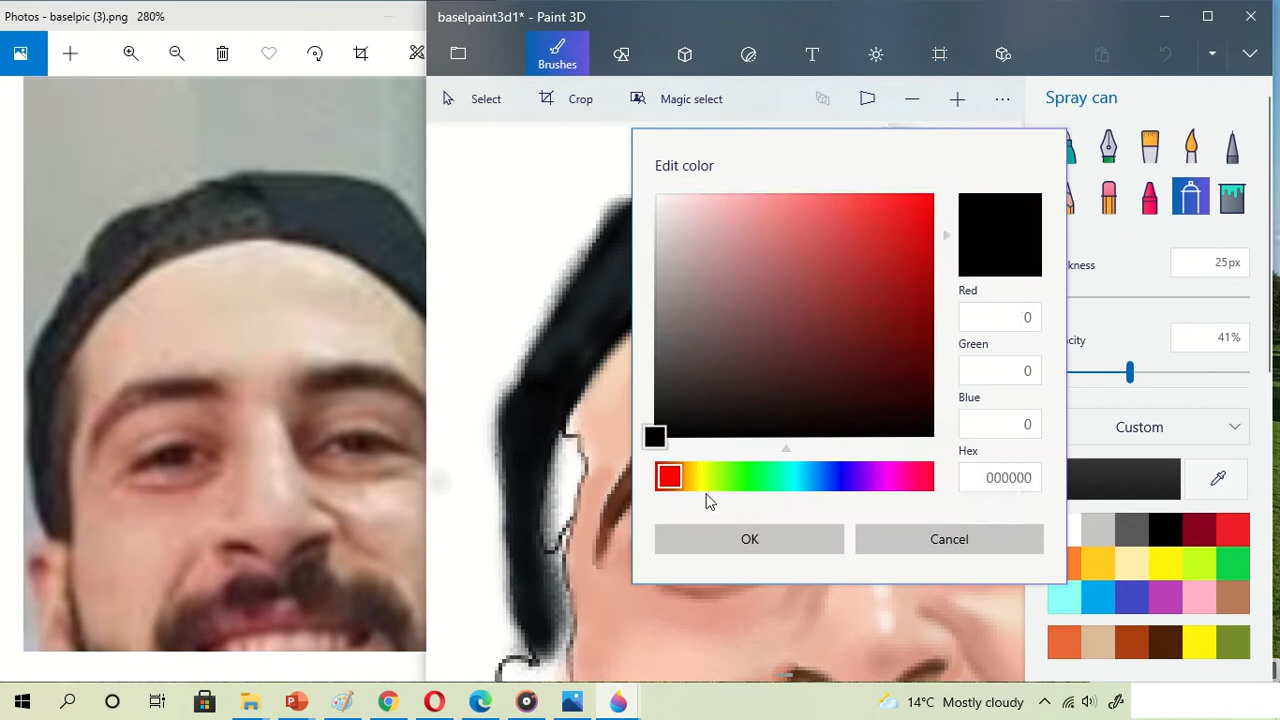 Photos - baselpic (3).png 280%
baselpaint3d1* - Paint 3D
Brushes
Select
Crop
Magic select
Spray can
Edit color
Red
0
Green
0
Blue
0
Hex
000000
OK
Cancel
kness
25px
city
41%
Custom
14°C Mostly cloudy